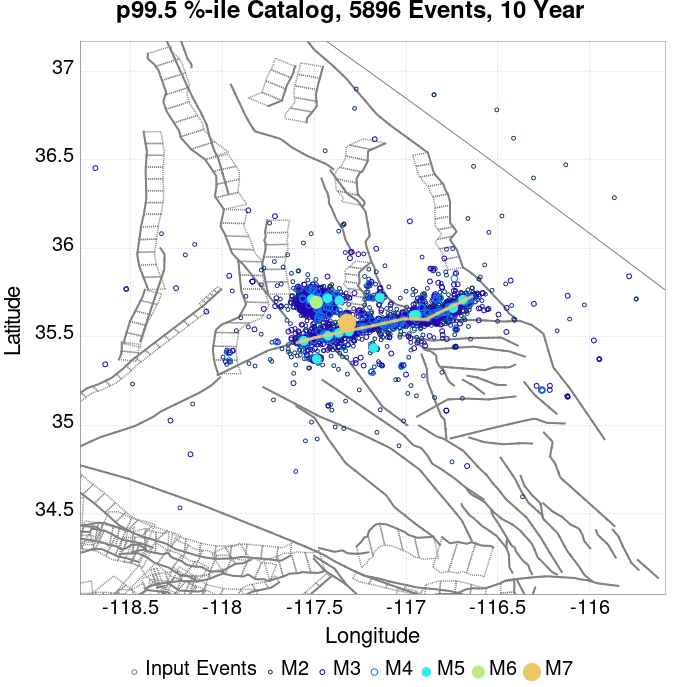 p99.5 %-ile Catalog, 5896 Events, 10 Year
37
36.5
36
35.5
35
34.5
Latitude
-118.5 -118 -117.5 -117 -116.5 -116
Longitude
Input Events M2 M3 M4 M5 M6 M7